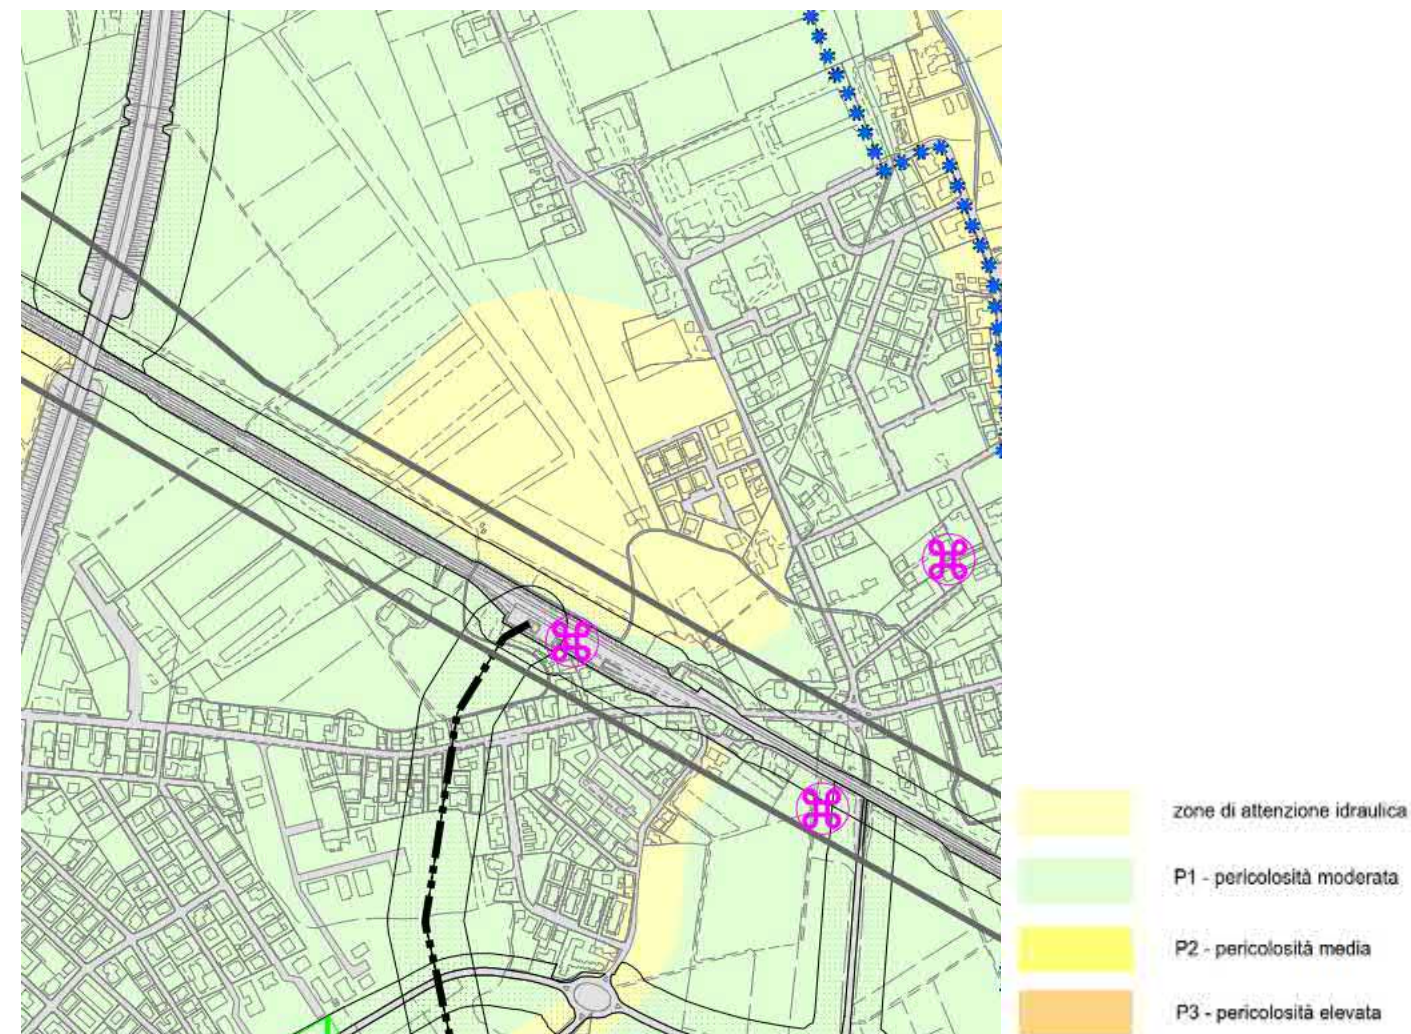 zone di attenzione idraulica
P1 - pericolosità moderata
P2 - pericolosità media
P3 - pericolosità elevata